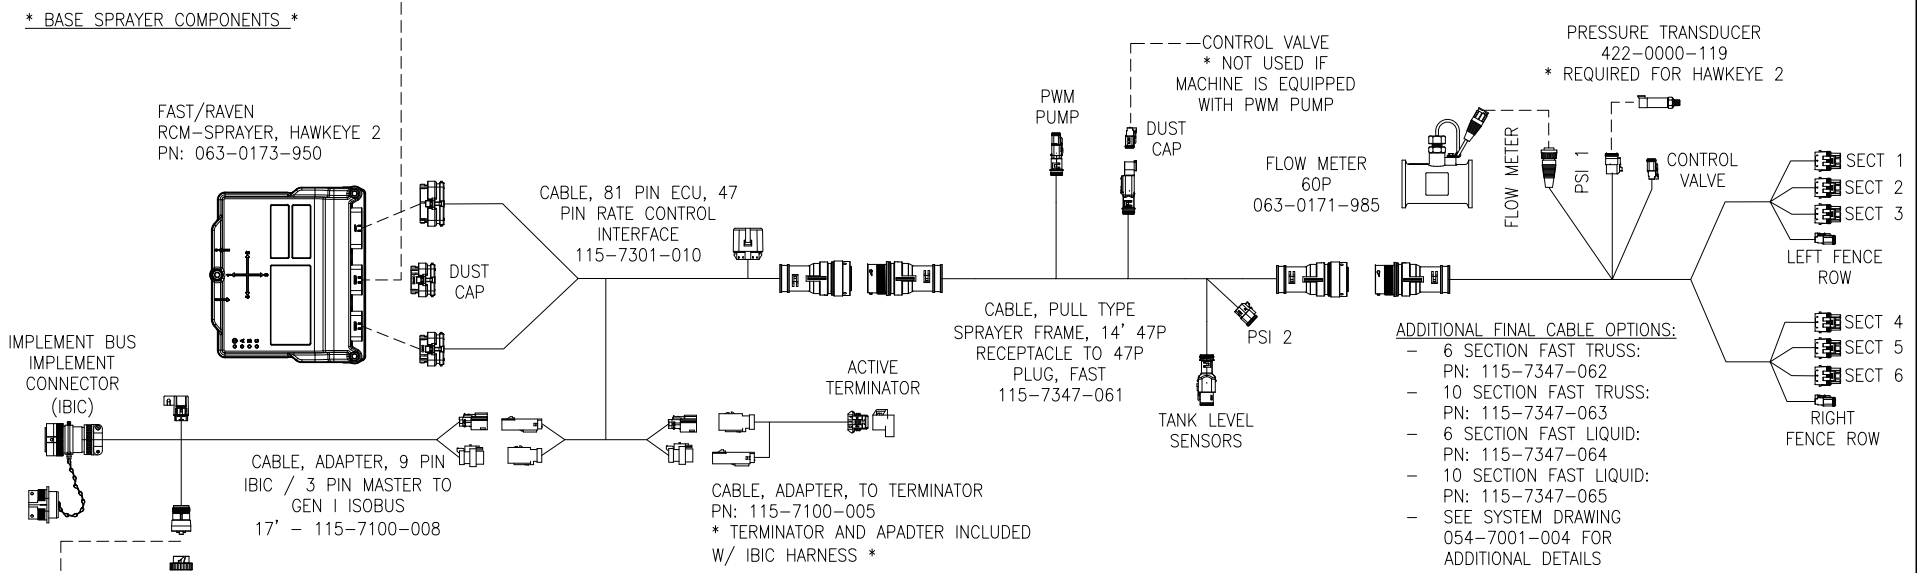 * BASE SPRAYER COMPONENTS *
FAST/RAVEN
RCM-SPRAYER, HAWKEYE 2
PN: 063-0173-950
DUST
CAP
CABLE, 81 PIN ECU, 47
PIN RATE CONTROL
INTERFACE
115-7301-010
PWM
PUMP
CONTROL VALVE
* NOT USED IF
MACHINE IS EQUIPPED
WITH PWM PUMP
DUST
CAP
CABLE, PULL TYPE
SPRAYER FRAME, 14' 47P
RECEPTACLE TO 47P
PLUG, FAST
115-7347-061
PSI 2
TANK LEVEL
SENSORS
FLOW METER
60P
063-0171-985
PRESSURE TRANSDUCER
422-0000-119
* REQUIRED FOR HAWKEYE 2
FLOW METER
PSI 1
CONTROL
VALVE
SECT 1
SECT 2
SECT 3
LEFT FENCE
ROW
SECT 4
SECT 5
SECT 6
RIGHT
FENCE ROW
ADDITIONAL FINAL CABLE OPTIONS:
- 6 SECTION FAST TRUSS:
PN: 115-7347-062
- 10 SECTION FAST TRUSS:
PN: 115-7347-063
- 6 SECTION FAST LIQUID:
PN: 115-7347-064
- 10 SECTION FAST LIQUID:
PN: 115-7347-065
- SEE SYSTEM DRAWING
054-7001-004 FOR
ADDITIONAL DETAILS
IMPLEMENT BUS
IMPLEMENT
CONNECTOR
(IBIC)
CABLE, ADAPTER, 9 PIN
IBIC / 3 PIN MASTER TO
GEN I ISOBUS
17' - 115-7100-008
ACTIVE
TERMINATOR
CABLE, ADAPTER, TO TERMINATOR
PN: 115-7100-005
* TERMINATOR AND APADTER INCLUDED
W/ IBIC HARNESS *